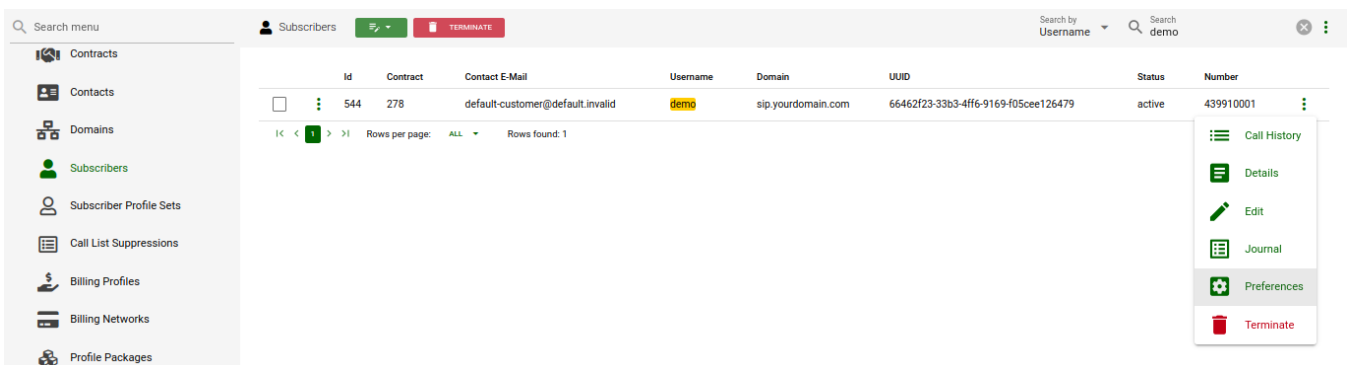 Search menu
Contracts
Contacts
Domains
Subscribers
Subscriber Profile Sets
Call List Suppressions
Billing Profiles
Billing Networks
Profile Packages
Subscribers
TERMINATE
Search by
Username
Search
demo
Id Contract Contact E-Mail Username Domain UUID Status Number
544 278 default-customer@default.invalid demo sip.yourdomain.com 66462f23-33b3-4ff6-9169-f05cee126479 active 439910001
1 Rows per page: ALL Rows found: 1
Call History
Details
Edit
Journal
Preferences
Terminate